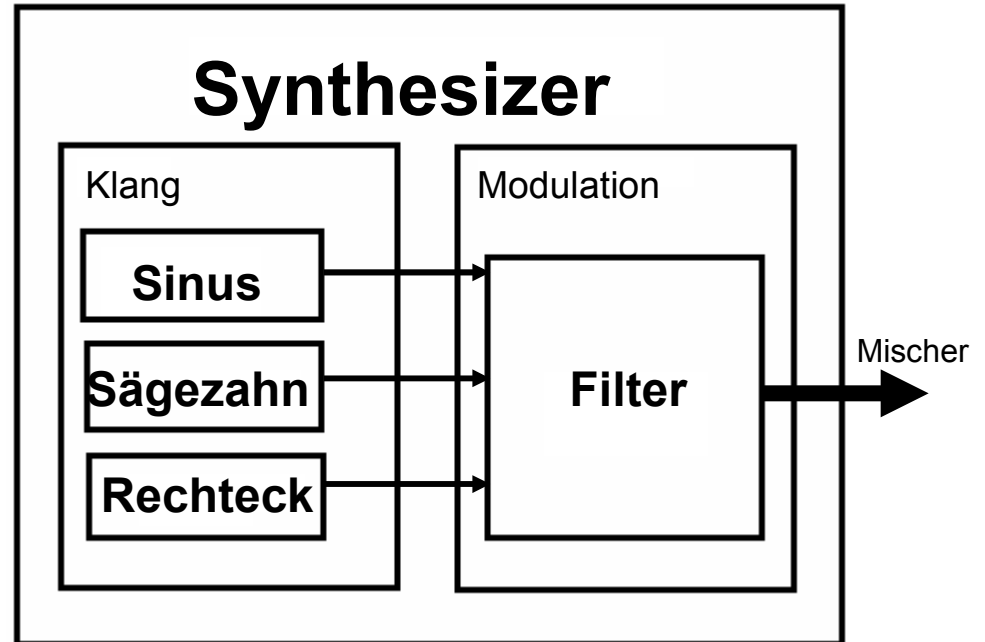 Synthesizer
Klang
Modulation
Sinus
Sägezahn
Rechteck
Filter
Mischer